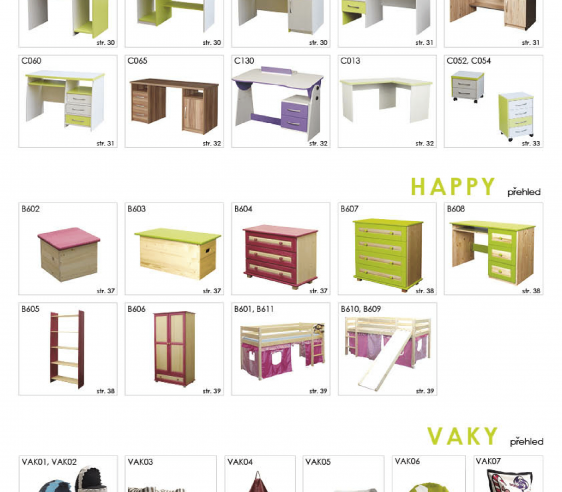 str. 30 str. 30 str. 30 str. 31 str. 31
C060 C065 C130 C013 C052, C054
str. 31 str. 32 str. 32 str. 32 str. 33
HAPPY přehled
B602 B603 B604 B607 B608
str. 37 str. 37 str. 37 str. 38 str. 38
B605 B606 B601, B611 B610, B609
str. 38 str. 39 str. 39 str. 39
VAKY přehled
VAK01, VAK02 VAK03 VAK04 VAK05 VAK06 VAK07